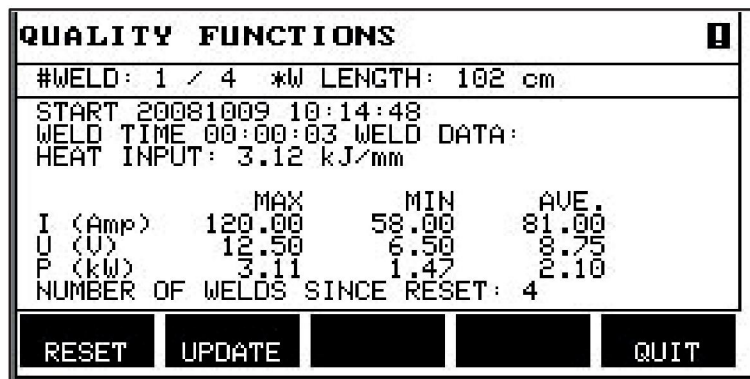 QUALITY FUNCTIONS !
#WELD: 1 / 4 *W LENGTH: 102 cm
START 20081009 10:14:48
WELD TIME 00:00:03 WELD DATA:
HEAT INPUT: 3.12 kJ/mm
MAX MIN AVE.
I (Amp) 120.00 58.00 81.00
U (V) 12.50 6.50 8.75
P (kW) 3.11 1.47 2.10
NUMBER OF WELDS SINCE RESET: 4
RESET UPDATE QUIT